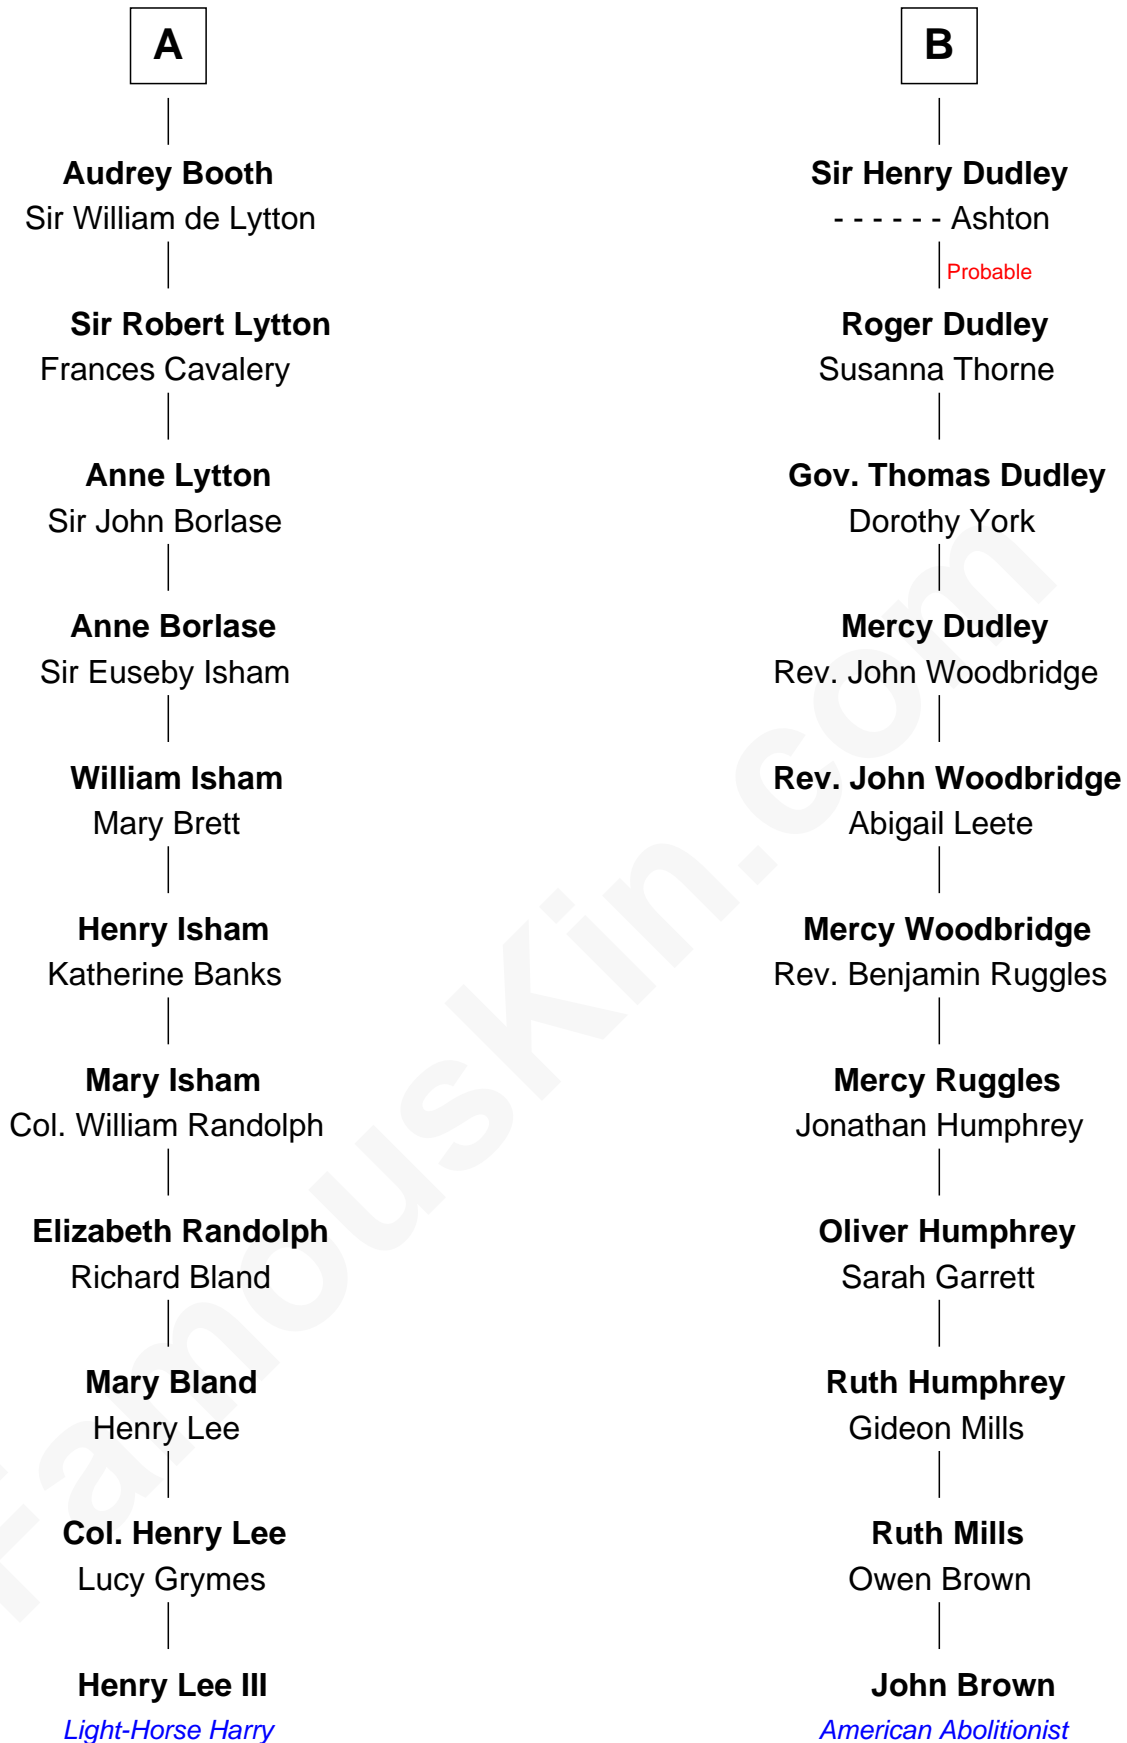 A
Audrey Booth
Sir William de Lytton
Sir Robert Lytton
Frances Cavalery
Anne Lytton
Sir John Borlase
Anne Borlase
Sir Euseby Isham
William Isham
Mary Brett
Henry Isham
Katherine Banks
Mary Isham
Col. William Randolph
Elizabeth Randolph
Richard Bland
Mary Bland
Henry Lee
Col. Henry Lee
Lucy Grymes
Henry Lee III
Light-Horse Harry
B
Sir Henry Dudley
- - - - - - Ashton
Probable
Roger Dudley
Susanna Thorne
Gov. Thomas Dudley
Dorothy York
Mercy Dudley
Rev. John Woodbridge
Rev. John Woodbridge
Abigail Leete
Mercy Woodbridge
Rev. Benjamin Ruggles
Mercy Ruggles
Jonathan Humphrey
Oliver Humphrey
Sarah Garrett
Ruth Humphrey
Gideon Mills
Ruth Mills
Owen Brown
John Brown
American Abolitionist
FamousKin.com